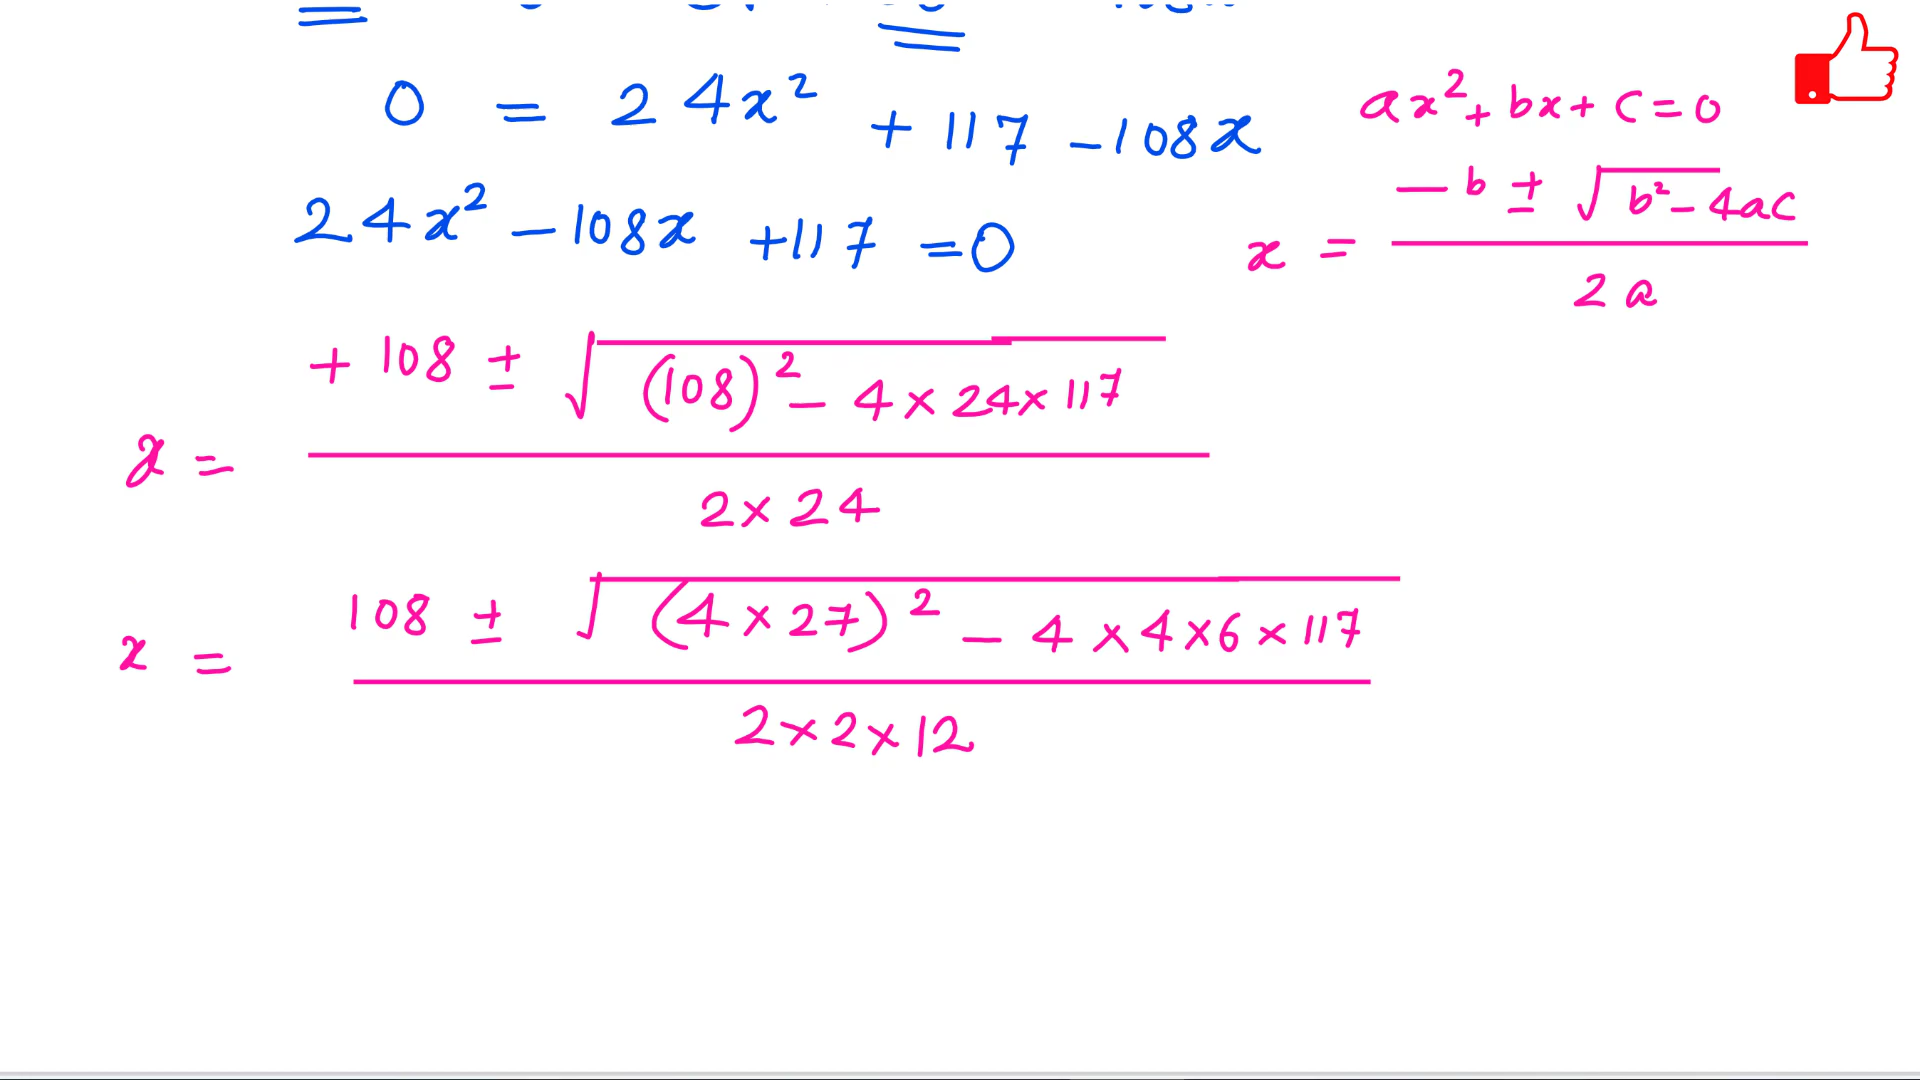 0 = 24x² + 117 - 108x
24x² - 108x + 117 = 0
ax² + bx + c = 0
x = (-b ± √(b² - 4ac)) / 2a
x = (+108 ± √((108)² - 4 × 24 × 117)) / (2 × 24)
x = (108 ± √((4 × 27)² - 4 × 4 × 6 × 117)) / (2 × 2 × 12)